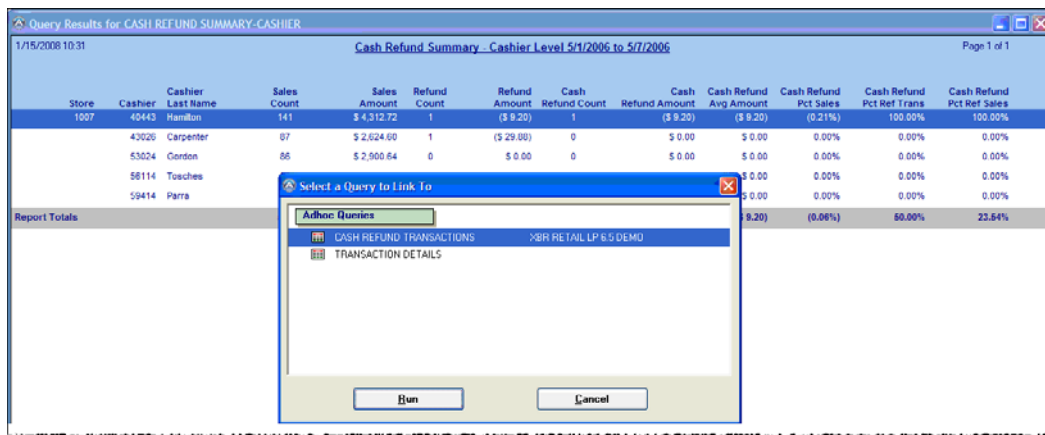 Query Results for CASH REFUND SUMMARY-CASHIER
1/15/2008 10:31 Cash Refund Summary - Cashier Level 5/1/2006 to 5/7/2006 Page 1 of 1
Cashier Sales Sales Refund Refund Cash Cash Cash Refund Cash Refund Cash Refund Cash Refund
Store Cashier Last Name Count Amount Count Amount Refund Count Refund Amount Avg Amount Pct Sales Pct Ref Trans Pct Ref Sales
1007 40443 Hamilton 141 $ 4,312.72 1 ($ 9.20) 1 ($ 9.20) ($ 9.20) (0.21%) 100.00% 100.00%
43026 Carpenter 87 $ 2,624.60 1 ($ 29.88) 0 $ 0.00 $ 0.00 0.00% 0.00% 0.00%
53024 Gordon 86 $ 2,900.64 0 $ 0.00 0 $ 0.00 $ 0.00 0.00% 0.00% 0.00%
56114 Tosches $ 0.00 0.00% 0.00% 0.00%
59414 Parra $ 0.00 0.00% 0.00% 0.00%
Report Totals $ 9.20) (0.06%) 50.00% 23.54%
Select a Query to Link To
Adhoc Queries
CASH REFUND TRANSACTIONS XBR RETAIL LP 6.5 DEMO
TRANSACTION DETAILS
Run Cancel